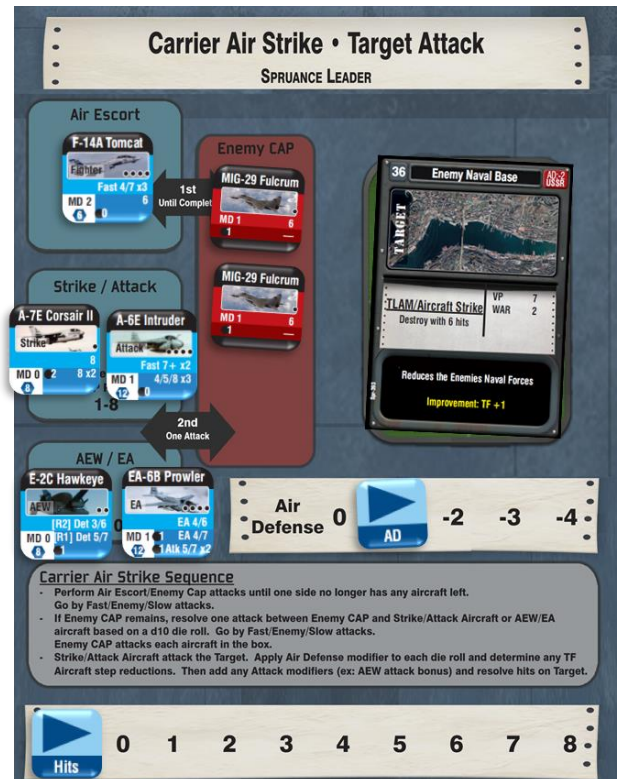 Carrier Air Strike • Target Attack
SPRUANCE LEADER
Air Escort
F-14A Tomcat
Fighter
Fast 4/7 x3
6
MD 2
6
0
1st
Until Complet
Enemy CAP
MIG-29 Fulcrum
MD 1
6
1
—
MIG-29 Fulcrum
MD 1
6
1
—
36
Enemy Naval Base
AD:-2
USSR
TARGET
TLAM/Aircraft Strike
Destroy with 6 hits
VP 7
WAR 2
Reduces the Enemies Naval Forces
Improvement: TF +1
Strike / Attack
A-7E Corsair II
Strike
8
MD 0
2
8 x2
8
A-6E Intruder
Attack
Fast 7+ x2
MD 1
4/5/8 x3
12
0
1-8
2nd
One Attack
AEW / EA
E-2C Hawkeye
AEW
[R2] Det 3/6
MD 0
[R1] Det 5/7
8
1
EA-6B Prowler
EA
EA 4/6
MD 1
1
EA 4/7
12
1
Atk 5/7 x2
Air
Defense
0
AD
-2
-3
-4
Carrier Air Strike Sequence
- Perform Air Escort/Enemy Cap attacks until one side no longer has any aircraft left.
Go by Fast/Enemy/Slow attacks.
- If Enemy CAP remains, resolve one attack between Enemy CAP and Strike/Attack Aircraft or AEW/EA
aircraft based on a d10 die roll. Go by Fast/Enemy/Slow attacks.
Enemy CAP attacks each aircraft in the box.
- Strike/Attack Aircraft attack the Target. Apply Air Defense modifier to each die roll and determine any TF
Aircraft step reductions. Then add any Attack modifiers (ex: AEW attack bonus) and resolve hits on Target.
Hits
0 1 2 3 4 5 6 7 8